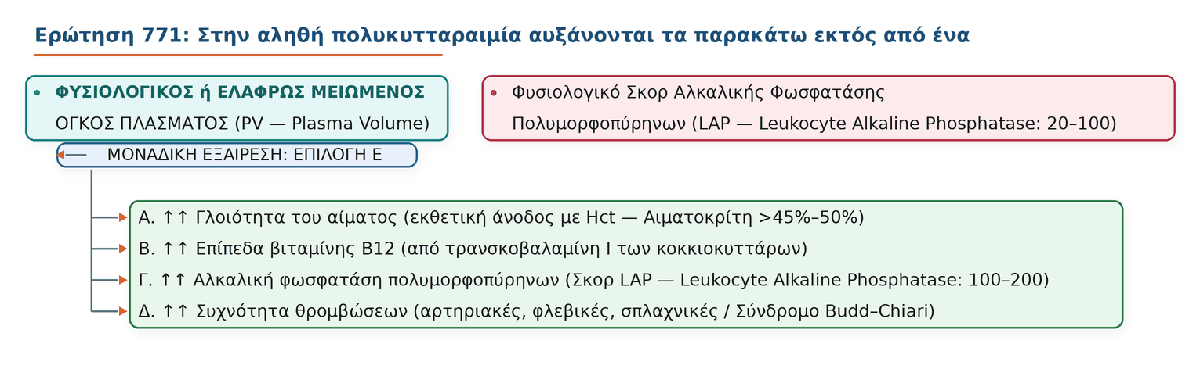 Ερώτηση 771: Στην αληθή πολυκυτταραιμία αυξάνονται τα παρακάτω εκτός από ένα
• ΦΥΣΙΟΛΟΓΙΚΟΣ ή ΕΛΑΦΡΩΣ ΜΕΙΩΜΕΝΟΣ
ΟΓΚΟΣ ΠΛΑΣΜΑΤΟΣ (PV — Plasma Volume)
• Φυσιολογικό Σκορ Αλκαλικής Φωσφατάσης
Πολυμορφοπύρηνων (LAP — Leukocyte Alkaline Phosphatase: 20–100)
ΜΟΝΑΔΙΚΗ ΕΞΑΙΡΕΣΗ: ΕΠΙΛΟΓΗ Ε
Α. ↑↑ Γλοιότητα του αίματος (εκθετική άνοδος με Hct — Αιματοκρίτη >45%–50%)
Β. ↑↑ Επίπεδα βιταμίνης Β12 (από τρανσκοβαλαμίνη Ι των κοκκιοκυττάρων)
Γ. ↑↑ Αλκαλική φωσφατάση πολυμορφοπύρηνων (Σκορ LAP — Leukocyte Alkaline Phosphatase: 100–200)
Δ. ↑↑ Συχνότητα θρομβώσεων (αρτηριακές, φλεβικές, σπλαχνικές / Σύνδρομο Budd–Chiari)